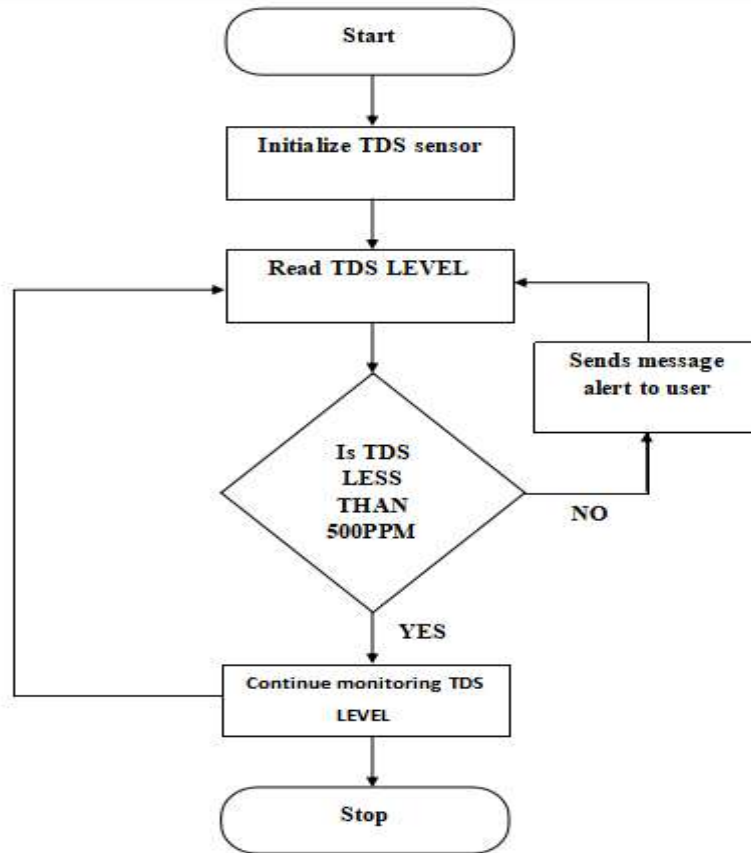 Start
Initialize TDS sensor
Read TDS LEVEL
Sends message
alert to user
Is TDS
LESS
THAN
500PPM
NO
YES
Continue monitoring TDS
LEVEL
Stop